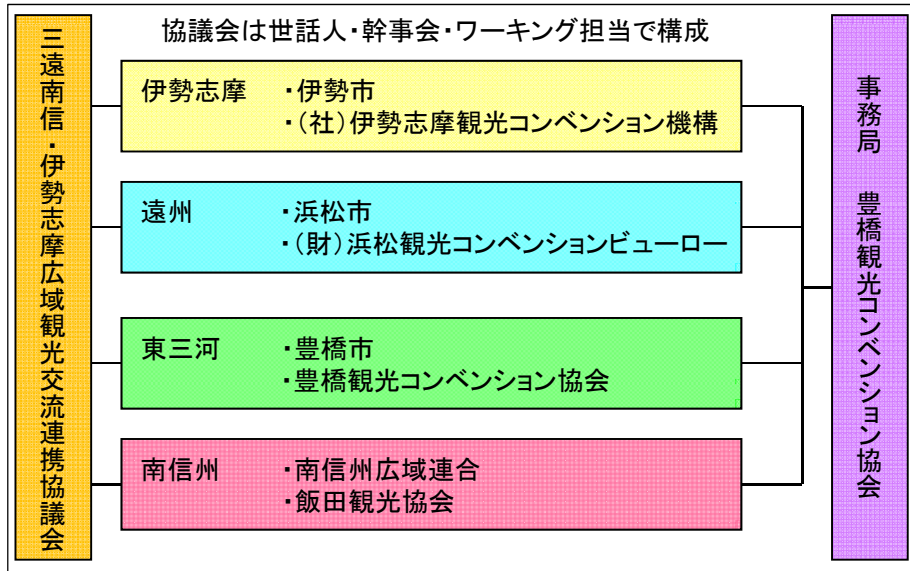 協議会は世話人・幹事会・ワーキング担当で構成
三遠南信・伊勢志摩広域観光交流連携協議会
伊勢志摩 ・伊勢市
・(社)伊勢志摩観光コンベンション機構
遠州 ・浜松市
・(財)浜松観光コンベンションビューロー
東三河 ・豊橋市
・豊橋観光コンベンション協会
南信州 ・南信州広域連合
・飯田観光協会
事務局 豊橋観光コンベンション協会